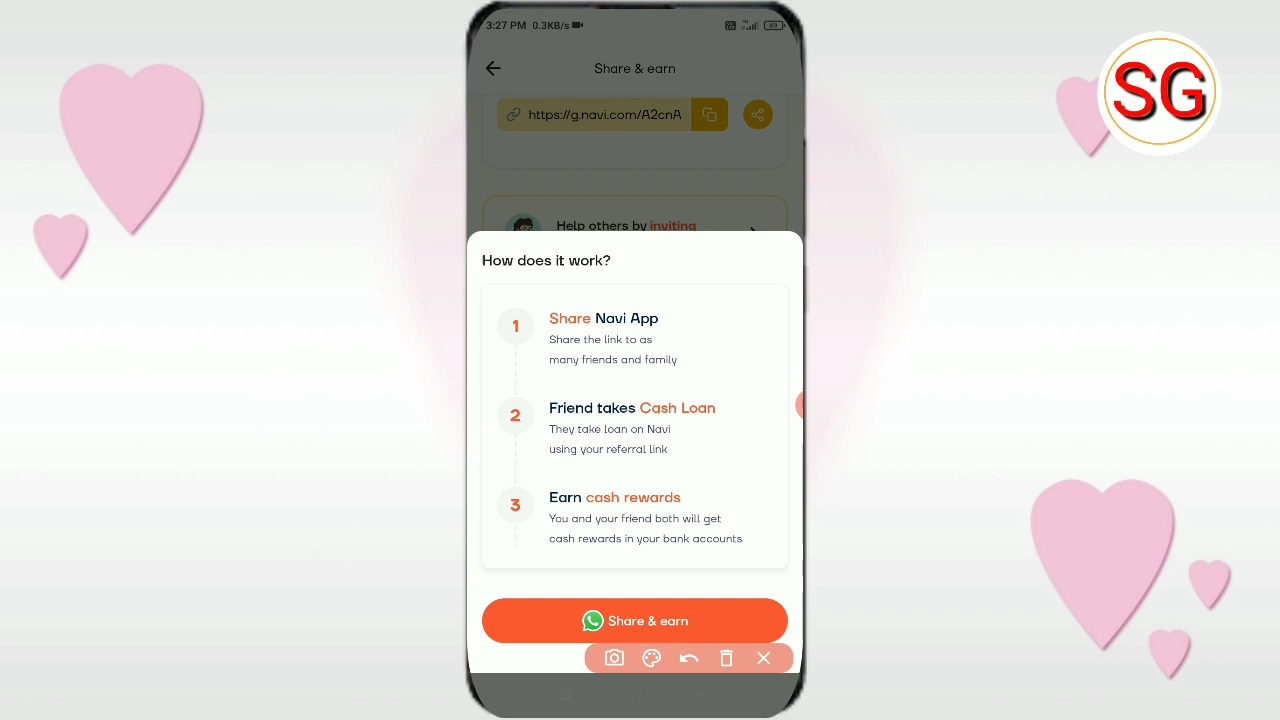 SG
3:27 PM 0.3KB/s
49
Share & earn
https://g.navi.com/A2cnA
Help others by inviting
How does it work?
1
Share Navi App
Share the link to as
many friends and family
2
Friend takes Cash Loan
They take loan on Navi
using your referral link
3
Earn cash rewards
You and your friend both will get
cash rewards in your bank accounts
Share & earn